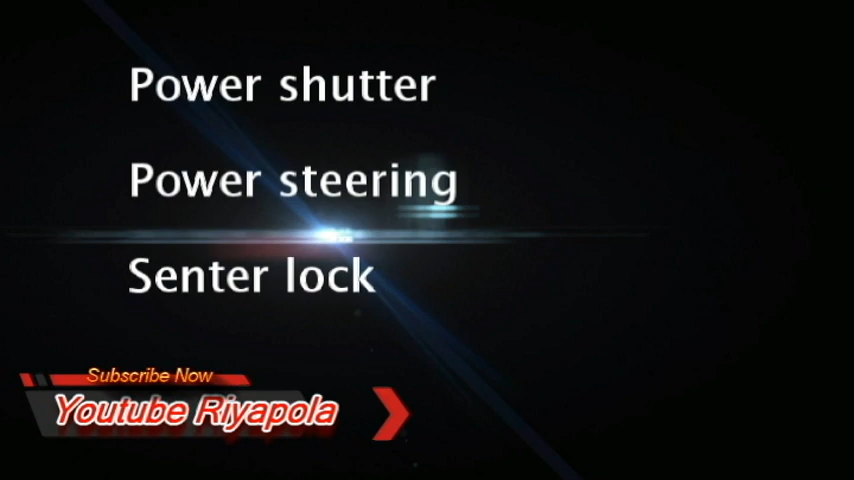 Power shutter
Power steering
Senter lock
Subscribe Now
Youtube Riyapola